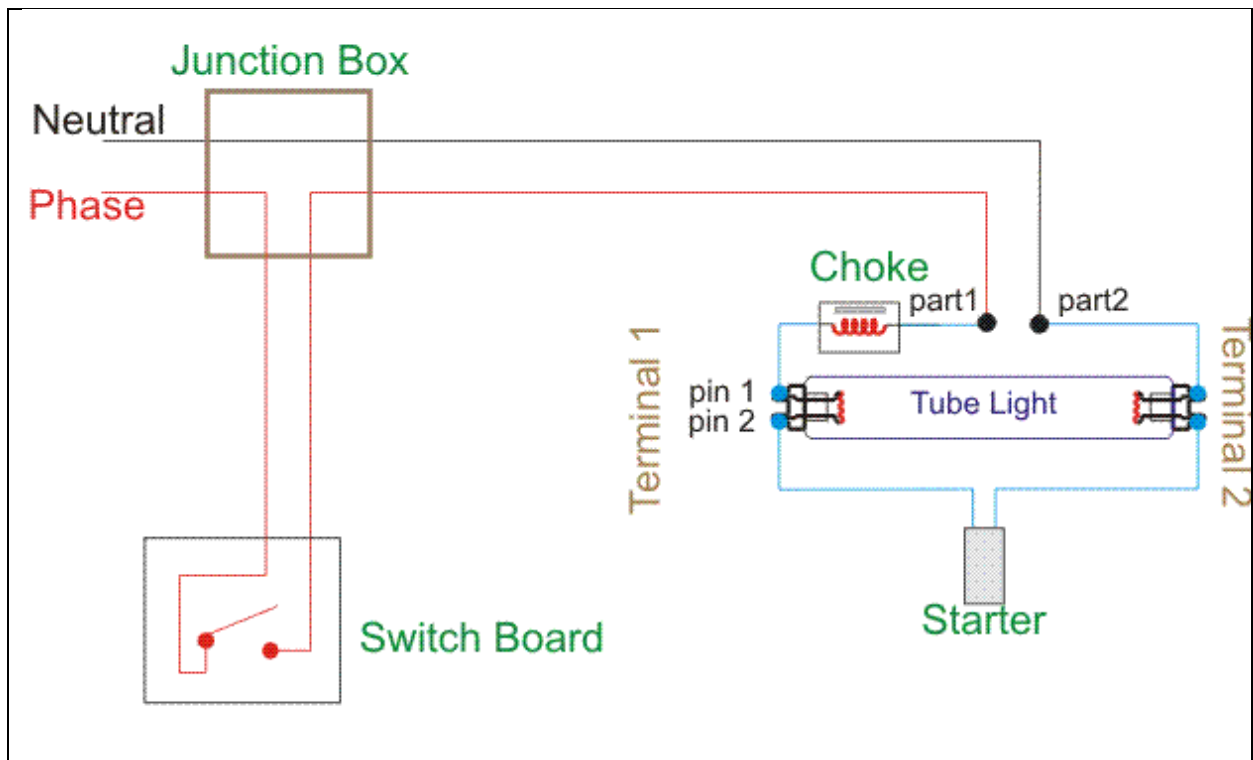 Junction Box
Neutral
Phase
Choke
part1
part2
Terminal 1
pin 1
pin 2
Tube Light
Terminal 2
Starter
Switch Board